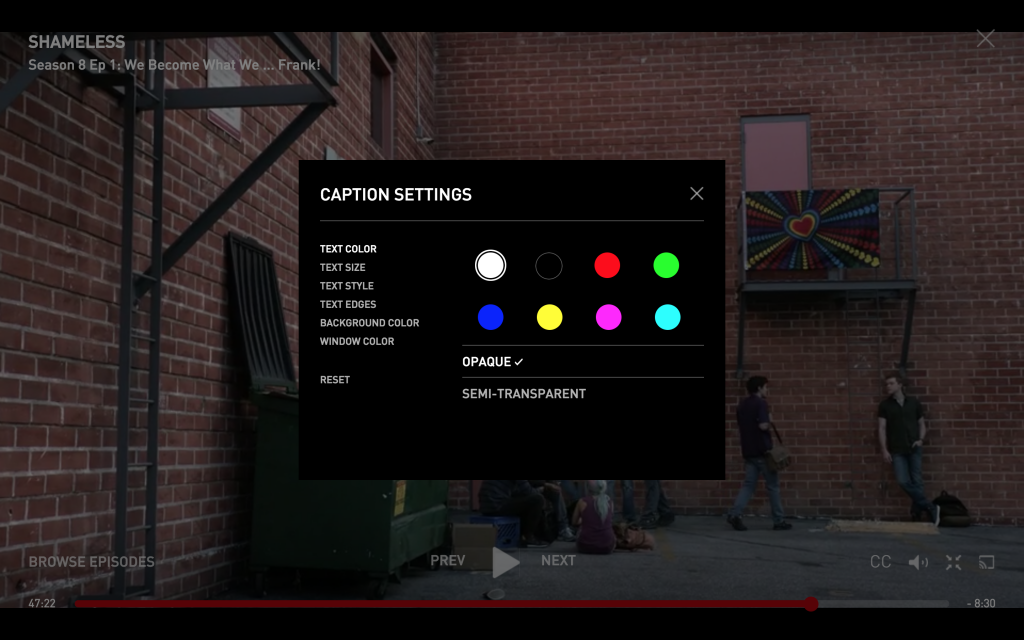 SHAMELESS
Season 8 Ep 1: We Become What We ... Frank!
CAPTION SETTINGS
TEXT COLOR
TEXT SIZE
TEXT STYLE
TEXT EDGES
BACKGROUND COLOR
WINDOW COLOR
RESET
OPAQUE ✓
SEMI-TRANSPARENT
BROWSE EPISODES
PREV
NEXT
CC
47:22
- 8:30